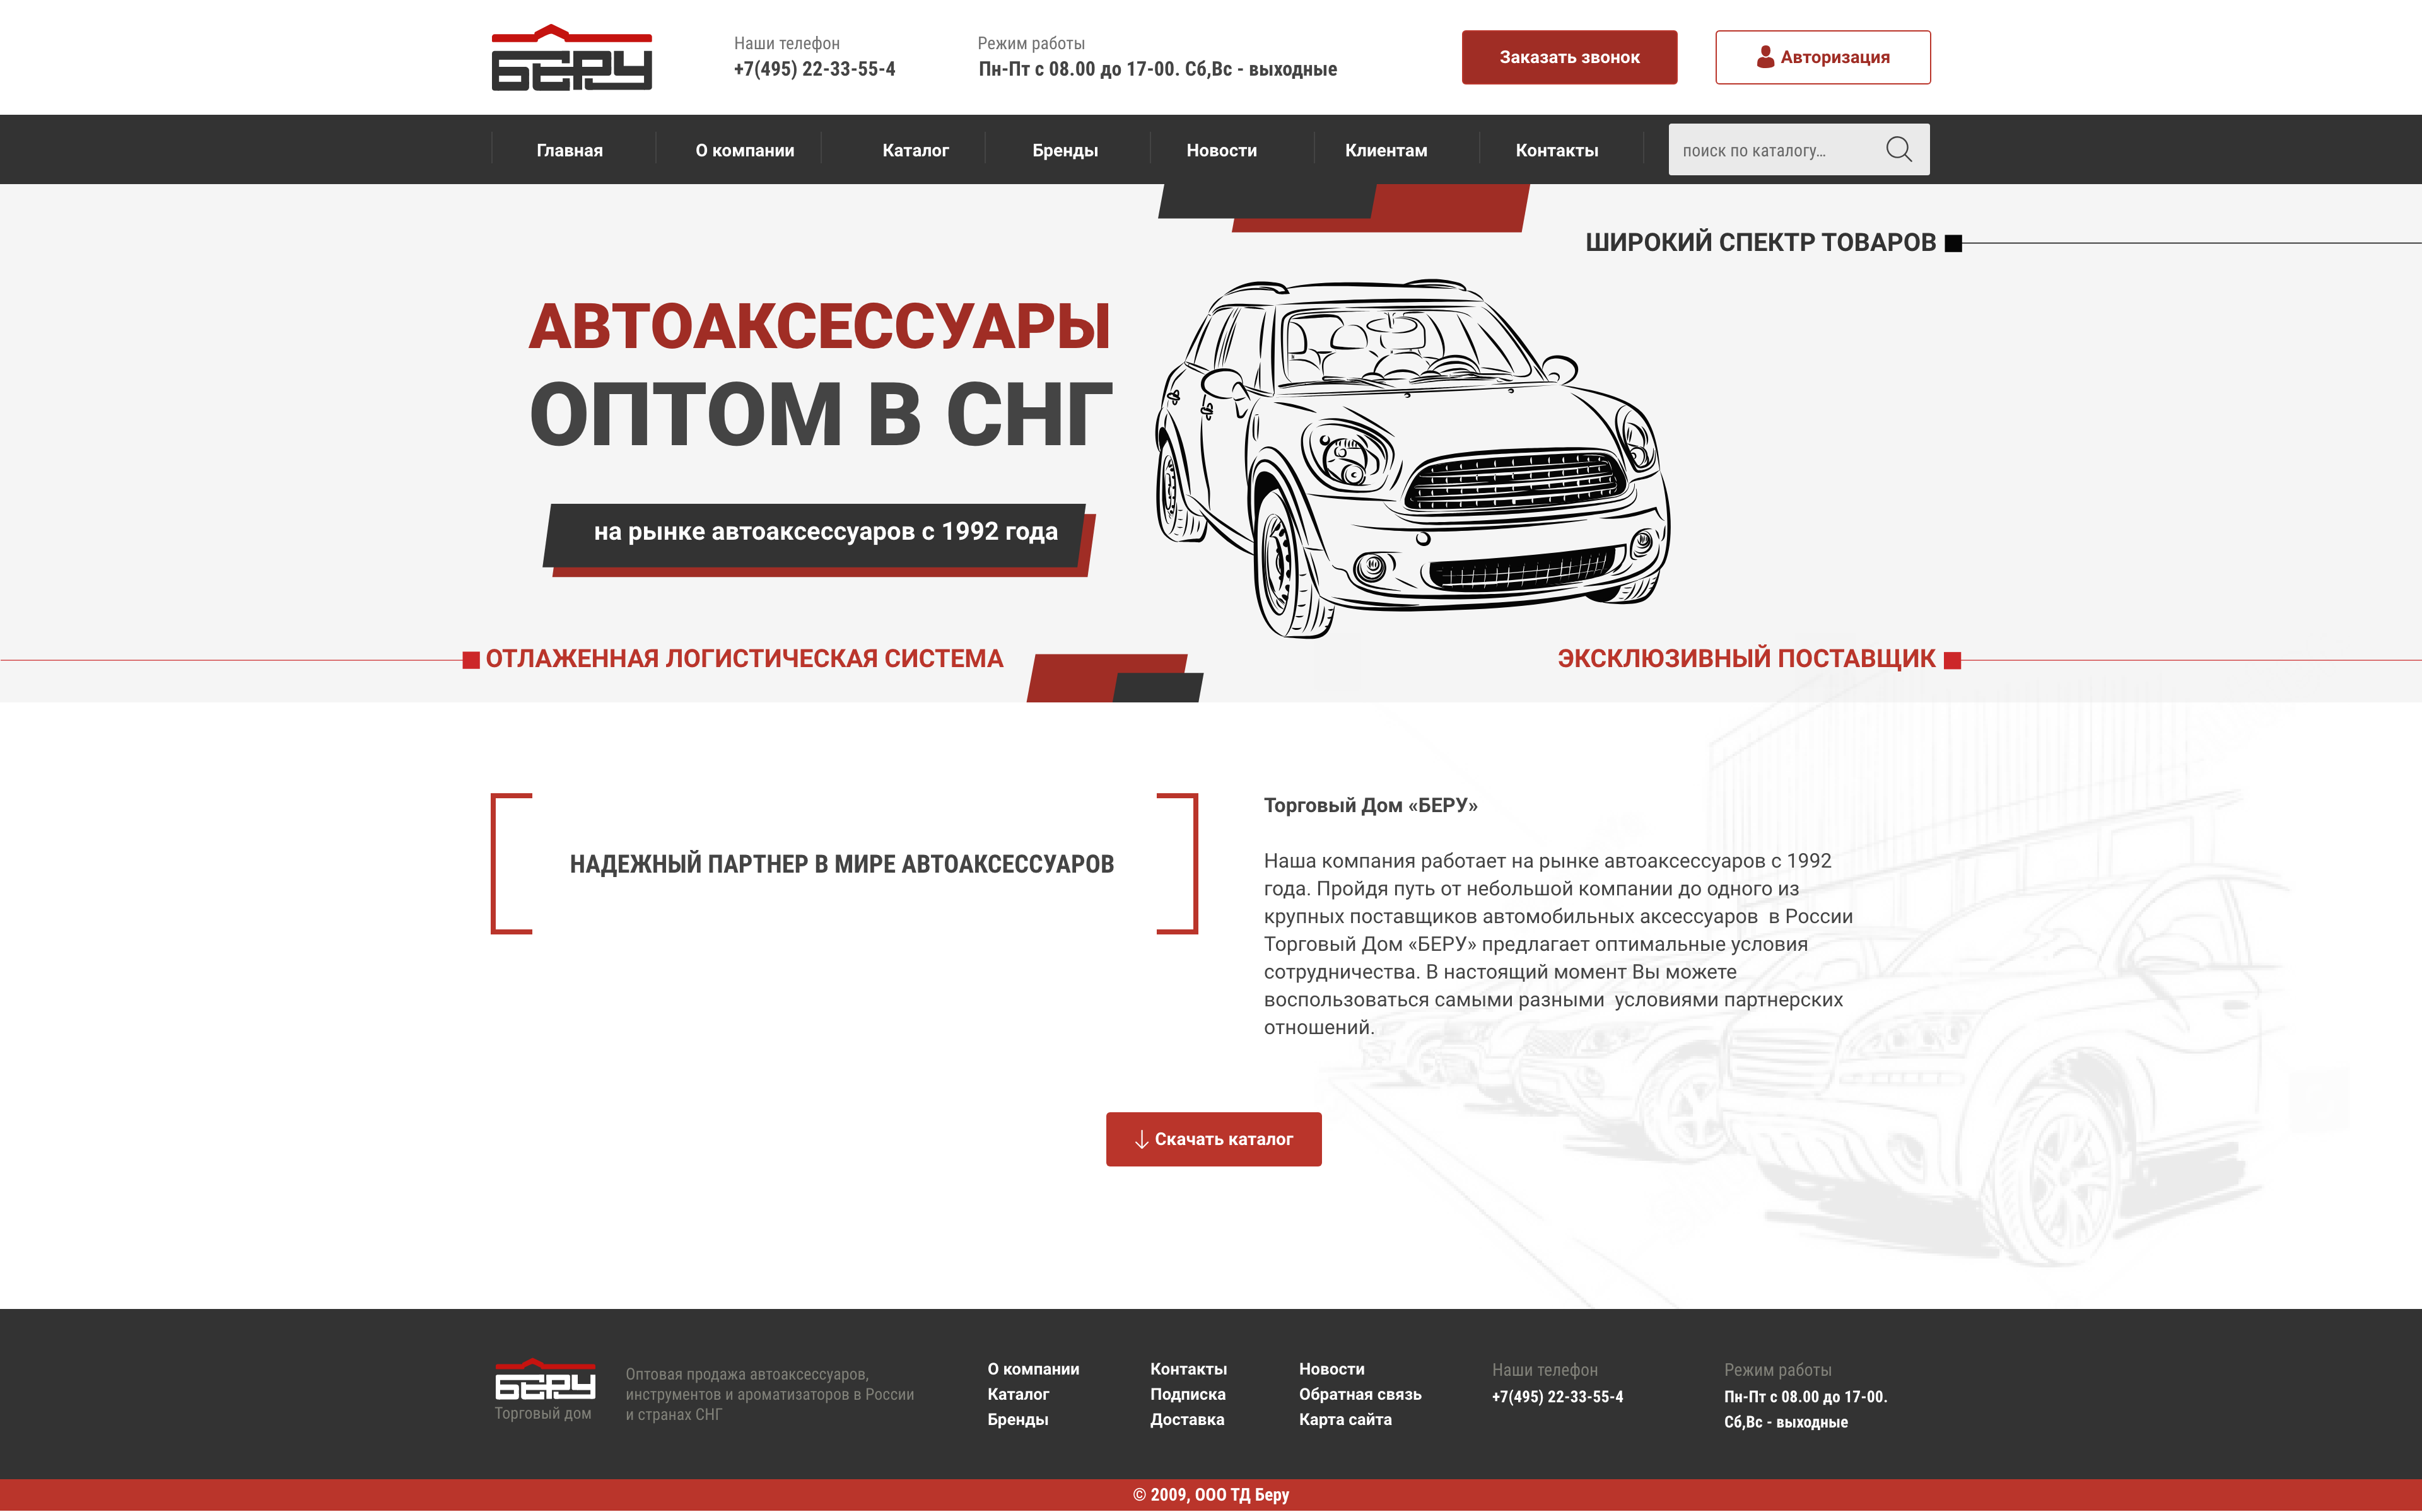 БЕРУ
Наши телефон
+7(495) 22-33-55-4
Режим работы
Пн-Пт с 08.00 до 17-00. Сб,Вс - выходные
Заказать звонок
Авторизация
Главная
О компании
Каталог
Бренды
Новости
Клиентам
Контакты
поиск по каталогу...
ШИРОКИЙ СПЕКТР ТОВАРОВ
АВТОАКСЕССУАРЫ
ОПТОМ В СНГ
на рынке автоаксессуаров с 1992 года
ОТЛАЖЕННАЯ ЛОГИСТИЧЕСКАЯ СИСТЕМА
ЭКСКЛЮЗИВНЫЙ ПОСТАВЩИК
НАДЕЖНЫЙ ПАРТНЕР В МИРЕ АВТОАКСЕССУАРОВ
Торговый Дом «БЕРУ»
Наша компания работает на рынке автоаксессуаров с 1992
года. Пройдя путь от небольшой компании до одного из
крупных поставщиков автомобильных аксессуаров  в России
Торговый Дом «БЕРУ» предлагает оптимальные условия
сотрудничества. В настоящий момент Вы можете
воспользоваться самыми разными  условиями партнерских
отношений.
Скачать каталог
БЕРУ
Торговый дом
Оптовая продажа автоаксессуаров,
инструментов и ароматизаторов в России
и странах СНГ
О компании
Каталог
Бренды
Контакты
Подписка
Доставка
Новости
Обратная связь
Карта сайта
Наши телефон
+7(495) 22-33-55-4
Режим работы
Пн-Пт с 08.00 до 17-00.
Сб,Вс - выходные
© 2009, ООО ТД Беру